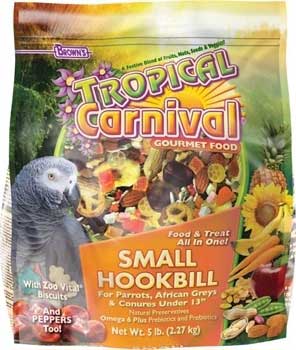 BROWN'S
A Festive Blend of Fruits, Nuts, Seeds & Veggies!
TROPICAL
Carnival
GOURMET FOOD
Food & Treat
All In One!
SMALL
HOOKBILL
For Parrots, African Greys
& Conures Under 13"
Natural Preservatives
Omega & Plus Prebiotics and Probiotics
Net Wt. 5 lb. (2.27 kg)
With Zoo Vital®
Biscuits
And PEPPERS
Too!